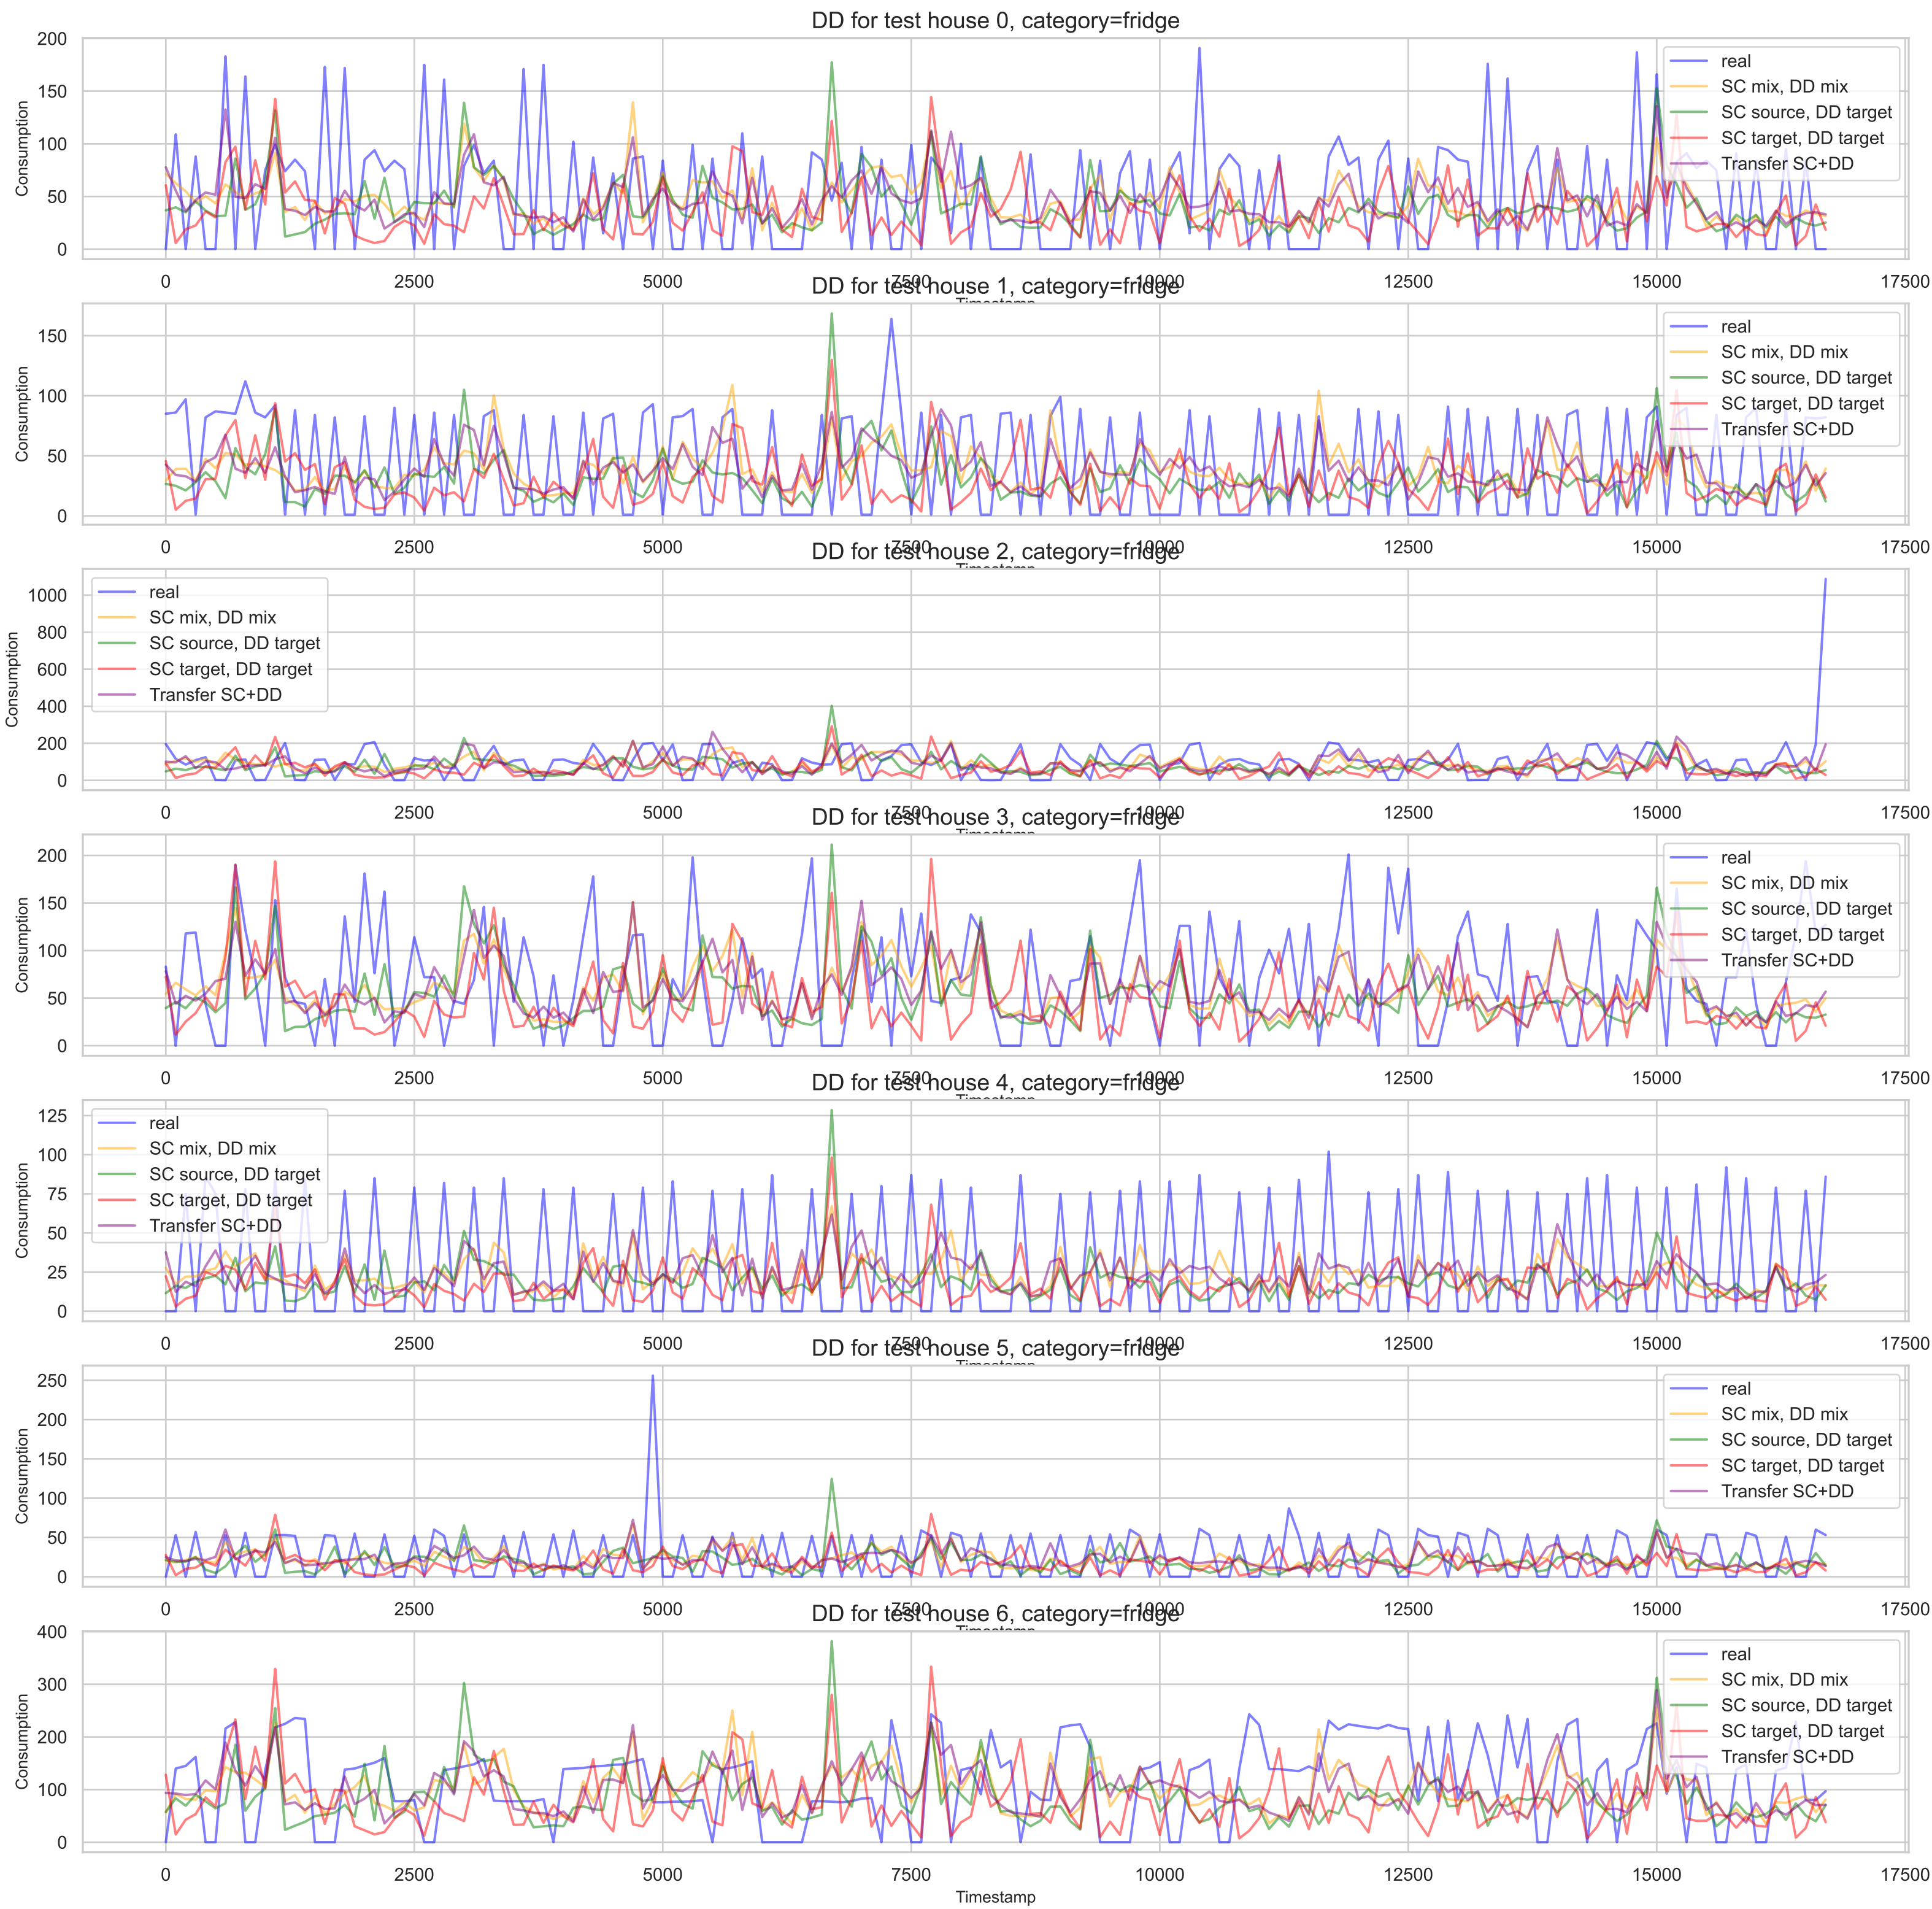 DD for test house 0, category=fridge
Consumption
200
150
100
50
0
real
SC mix, DD mix
SC source, DD target
SC target, DD target
Transfer SC+DD
0 2500 5000 7500 10000 12500 15000 17500
Timestamp
DD for test house 1, category=fridge
Consumption
150
100
50
0
real
SC mix, DD mix
SC source, DD target
SC target, DD target
Transfer SC+DD
0 2500 5000 7500 10000 12500 15000 17500
Timestamp
DD for test house 2, category=fridge
Consumption
1000
800
600
400
200
0
real
SC mix, DD mix
SC source, DD target
SC target, DD target
Transfer SC+DD
0 2500 5000 7500 10000 12500 15000 17500
Timestamp
DD for test house 3, category=fridge
Consumption
200
150
100
50
0
real
SC mix, DD mix
SC source, DD target
SC target, DD target
Transfer SC+DD
0 2500 5000 7500 10000 12500 15000 17500
Timestamp
DD for test house 4, category=fridge
Consumption
125
100
75
50
25
0
real
SC mix, DD mix
SC source, DD target
SC target, DD target
Transfer SC+DD
0 2500 5000 7500 10000 12500 15000 17500
Timestamp
DD for test house 5, category=fridge
Consumption
250
200
150
100
50
0
real
SC mix, DD mix
SC source, DD target
SC target, DD target
Transfer SC+DD
0 2500 5000 7500 10000 12500 15000 17500
Timestamp
DD for test house 6, category=fridge
Consumption
400
300
200
100
0
real
SC mix, DD mix
SC source, DD target
SC target, DD target
Transfer SC+DD
0 2500 5000 7500 10000 12500 15000 17500
Timestamp